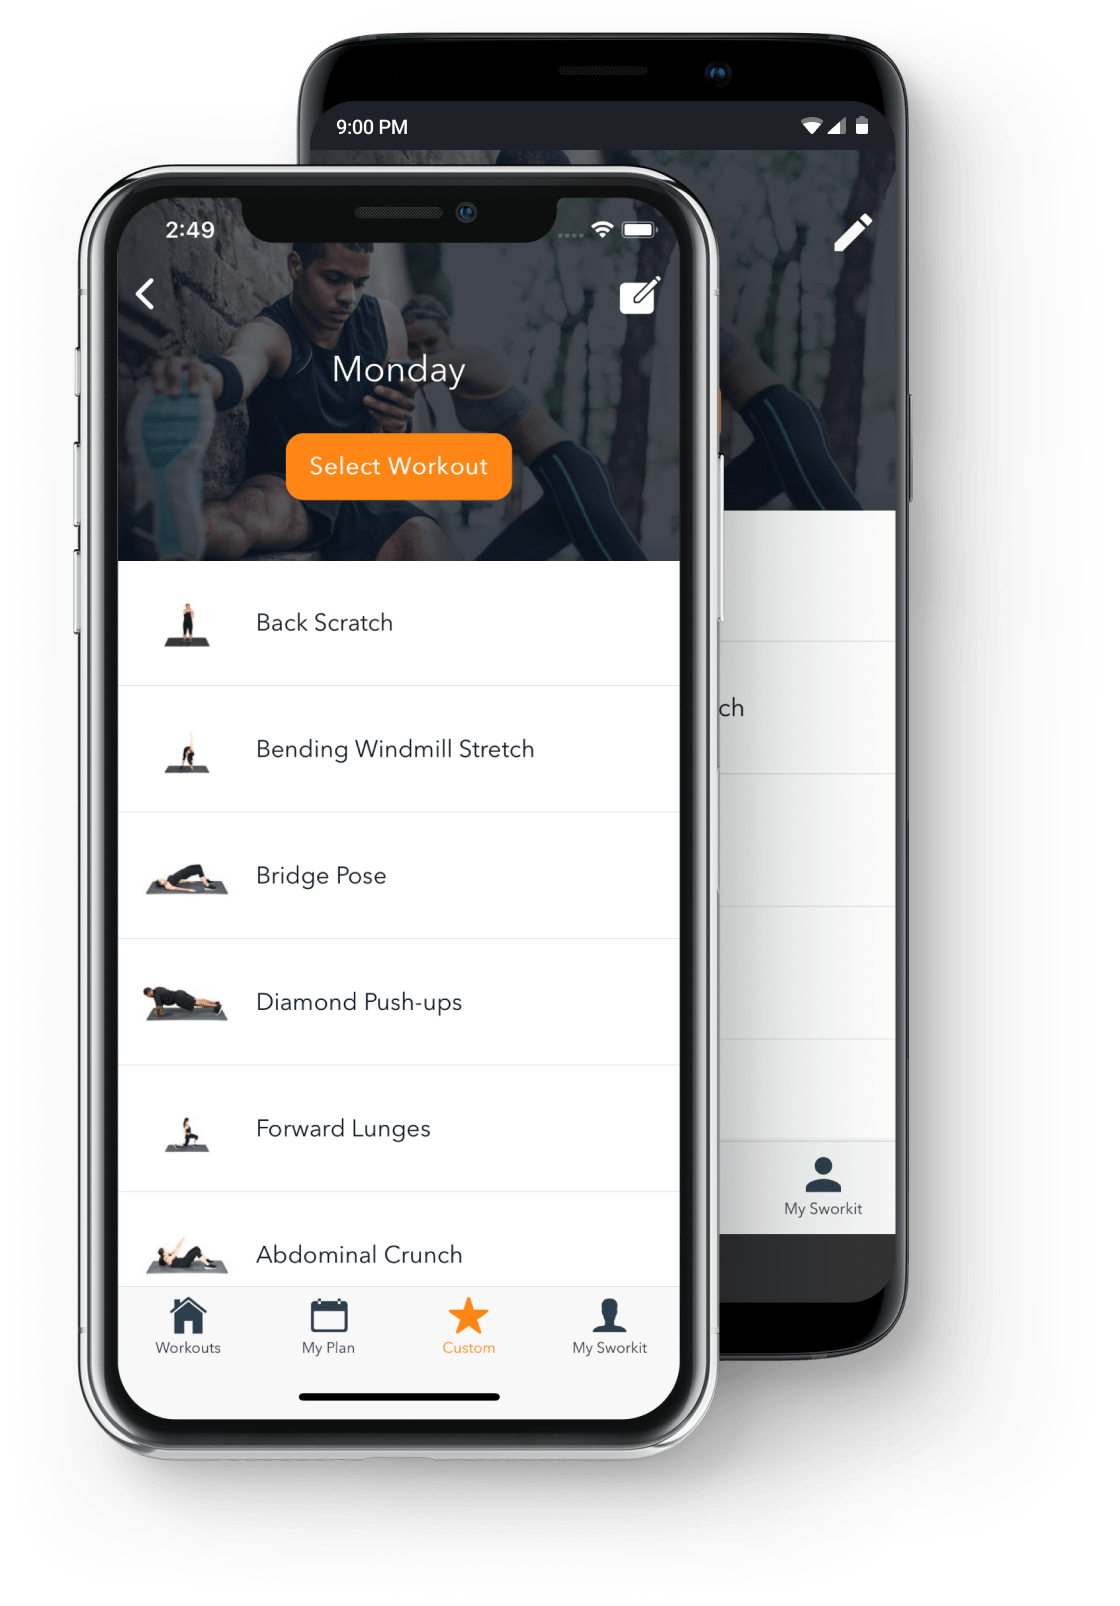 9:00 PM
2:49
Monday
Select Workout
Back Scratch
Bending Windmill Stretch
ch
Bridge Pose
Diamond Push-ups
Forward Lunges
Abdominal Crunch
My Sworkit
Workouts
My Plan
Custom
My Sworkit